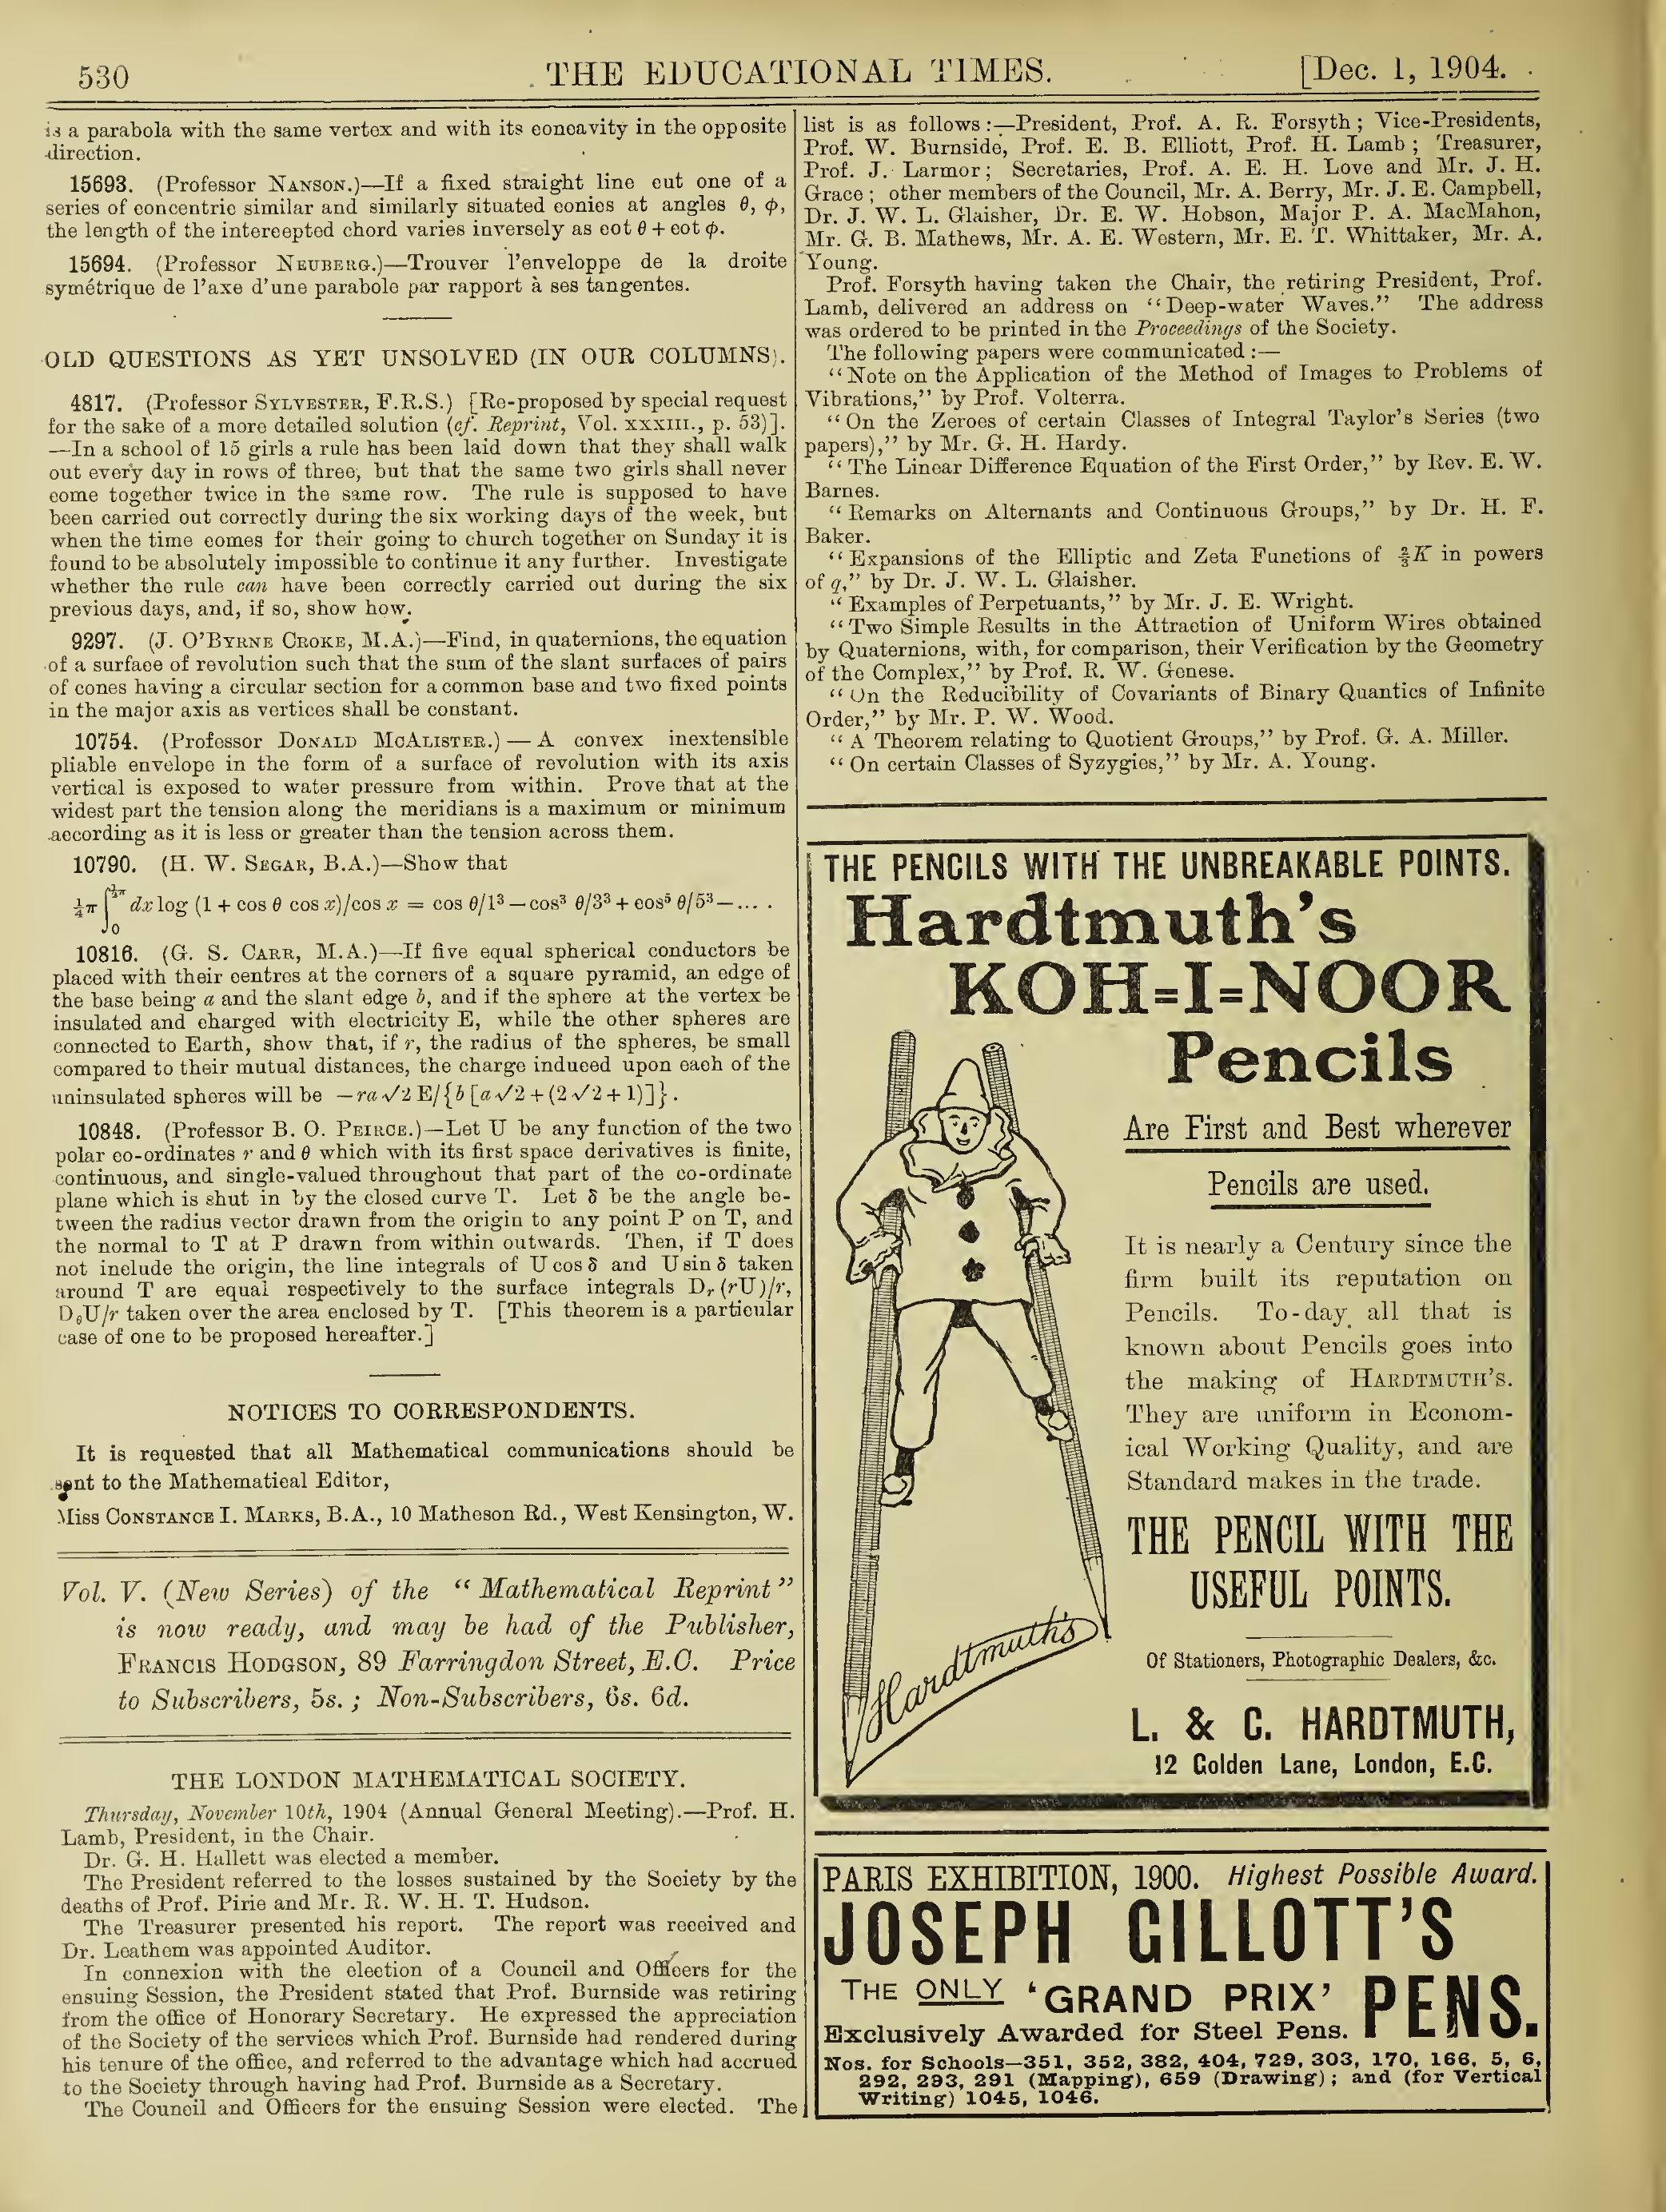 530
THE EDUCATIONAL TIMES.
[Dec. 1, 1904.
is a parabola with the same vertex and with its concavity in the opposite
direction.
15693. (Professor NANSON.)—If a fixed straight line cut one of a
series of concentric similar and similarly situated conics at angles θ, φ,
the length of the intercepted chord varies inversely as cot θ + cot φ.
15694. (Professor NEUBERG.)—Trouver l'enveloppe de la droite
symétrique de l'axe d'une parabole par rapport à ses tangentes.
OLD QUESTIONS AS YET UNSOLVED (IN OUR COLUMNS).
4817. (Professor SYLVESTER, F.R.S.) [Re-proposed by special request
for the sake of a more detailed solution (cf. Reprint, Vol. XXXIII., p. 53)].
—In a school of 15 girls a rule has been laid down that they shall walk
out every day in rows of three, but that the same two girls shall never
come together twice in the same row. The rule is supposed to have
been carried out correctly during the six working days of the week, but
when the time comes for their going to church together on Sunday it is
found to be absolutely impossible to continue it any further. Investigate
whether the rule can have been correctly carried out during the six
previous days, and, if so, show how.
9297. (J. O'BYRNE CROKE, M.A.)—Find, in quaternions, the equation
of a surface of revolution such that the sum of the slant surfaces of pairs
of cones having a circular section for a common base and two fixed points
in the major axis as vertices shall be constant.
10754. (Professor DONALD MCALISTER.) — A convex inextensible
pliable envelope in the form of a surface of revolution with its axis
vertical is exposed to water pressure from within. Prove that at the
widest part the tension along the meridians is a maximum or minimum
according as it is less or greater than the tension across them.
10790. (H. W. SEGAR, B.A.)—Show that
¼π ∫₀^½π dx log (1 + cos θ cos x)/cos x = cos θ/1³ − cos³ θ/3³ + cos⁵ θ/5³ − ... .
10816. (G. S. CARR, M.A.)—If five equal spherical conductors be
placed with their centres at the corners of a square pyramid, an edge of
the base being a and the slant edge b, and if the sphere at the vertex be
insulated and charged with electricity E, while the other spheres are
connected to Earth, show that, if r, the radius of the spheres, be small
compared to their mutual distances, the charge induced upon each of the
uninsulated spheres will be −ra√2 E/{b [a√2 + (2√2 + 1)]}.
10848. (Professor B. O. PEIRCE.)—Let U be any function of the two
polar co-ordinates r and θ which with its first space derivatives is finite,
continuous, and single-valued throughout that part of the co-ordinate
plane which is shut in by the closed curve T. Let δ be the angle be-
tween the radius vector drawn from the origin to any point P on T, and
the normal to T at P drawn from within outwards. Then, if T does
not include the origin, the line integrals of U cos δ and U sin δ taken
around T are equal respectively to the surface integrals Dᵣ (rU)/r,
D_θU/r taken over the area enclosed by T. [This theorem is a particular
case of one to be proposed hereafter.]
NOTICES TO CORRESPONDENTS.
It is requested that all Mathematical communications should be
sent to the Mathematical Editor,
Miss CONSTANCE I. MARKS, B.A., 10 Matheson Rd., West Kensington, W.
Vol. V. (New Series) of the "Mathematical Reprint"
is now ready, and may be had of the Publisher,
FRANCIS HODGSON, 89 Farringdon Street, E.C. Price
to Subscribers, 5s.; Non-Subscribers, 6s. 6d.
THE LONDON MATHEMATICAL SOCIETY.
Thursday, November 10th, 1904 (Annual General Meeting).—Prof. H.
Lamb, President, in the Chair.
Dr. G. H. Hallett was elected a member.
The President referred to the losses sustained by the Society by the
deaths of Prof. Pirie and Mr. R. W. H. T. Hudson.
The Treasurer presented his report. The report was received and
Dr. Leathem was appointed Auditor.
In connexion with the election of a Council and Officers for the
ensuing Session, the President stated that Prof. Burnside was retiring
from the office of Honorary Secretary. He expressed the appreciation
of the Society of the services which Prof. Burnside had rendered during
his tenure of the office, and referred to the advantage which had accrued
to the Society through having had Prof. Burnside as a Secretary.
The Council and Officers for the ensuing Session were elected. The
list is as follows:—President, Prof. A. R. Forsyth; Vice-Presidents,
Prof. W. Burnside, Prof. E. B. Elliott, Prof. H. Lamb; Treasurer,
Prof. J. Larmor; Secretaries, Prof. A. E. H. Love and Mr. J. H.
Grace; other members of the Council, Mr. A. Berry, Mr. J. E. Campbell,
Dr. J. W. L. Glaisher, Dr. E. W. Hobson, Major P. A. MacMahon,
Mr. G. B. Mathews, Mr. A. E. Western, Mr. E. T. Whittaker, Mr. A.
Young.
Prof. Forsyth having taken the Chair, the retiring President, Prof.
Lamb, delivered an address on "Deep-water Waves." The address
was ordered to be printed in the Proceedings of the Society.
The following papers were communicated:—
"Note on the Application of the Method of Images to Problems of
Vibrations," by Prof. Volterra.
"On the Zeroes of certain Classes of Integral Taylor's Series (two
papers)," by Mr. G. H. Hardy.
"The Linear Difference Equation of the First Order," by Rev. E. W.
Barnes.
"Remarks on Alternants and Continuous Groups," by Dr. H. F.
Baker.
"Expansions of the Elliptic and Zeta Functions of ⅔K in powers
of q," by Dr. J. W. L. Glaisher.
"Examples of Perpetuants," by Mr. J. E. Wright.
"Two Simple Results in the Attraction of Uniform Wires obtained
by Quaternions, with, for comparison, their Verification by the Geometry
of the Complex," by Prof. R. W. Genese.
"On the Reducibility of Covariants of Binary Quantics of Infinite
Order," by Mr. P. W. Wood.
"A Theorem relating to Quotient Groups," by Prof. G. A. Miller.
"On certain Classes of Syzygies," by Mr. A. Young.
THE PENCILS WITH THE UNBREAKABLE POINTS.
Hardtmuth's
KOH=I=NOOR
Pencils
Are First and Best wherever
Pencils are used.
It is nearly a Century since the
firm built its reputation on
Pencils. To-day all that is
known about Pencils goes into
the making of HARDTMUTH'S.
They are uniform in Econom-
ical Working Quality, and are
Standard makes in the trade.
THE PENCIL WITH THE
USEFUL POINTS.
Hardtmuth's
Of Stationers, Photographic Dealers, &c.
L. & C. HARDTMUTH,
12 Golden Lane, London, E.C.
PARIS EXHIBITION, 1900. Highest Possible Award.
JOSEPH GILLOTT'S
THE ONLY 'GRAND PRIX' PENS.
Exclusively Awarded for Steel Pens.
Nos. for Schools—351, 352, 382, 404, 729, 303, 170, 166, 5, 6,
292, 293, 291 (Mapping), 659 (Drawing); and (for Vertical
Writing) 1045, 1046.